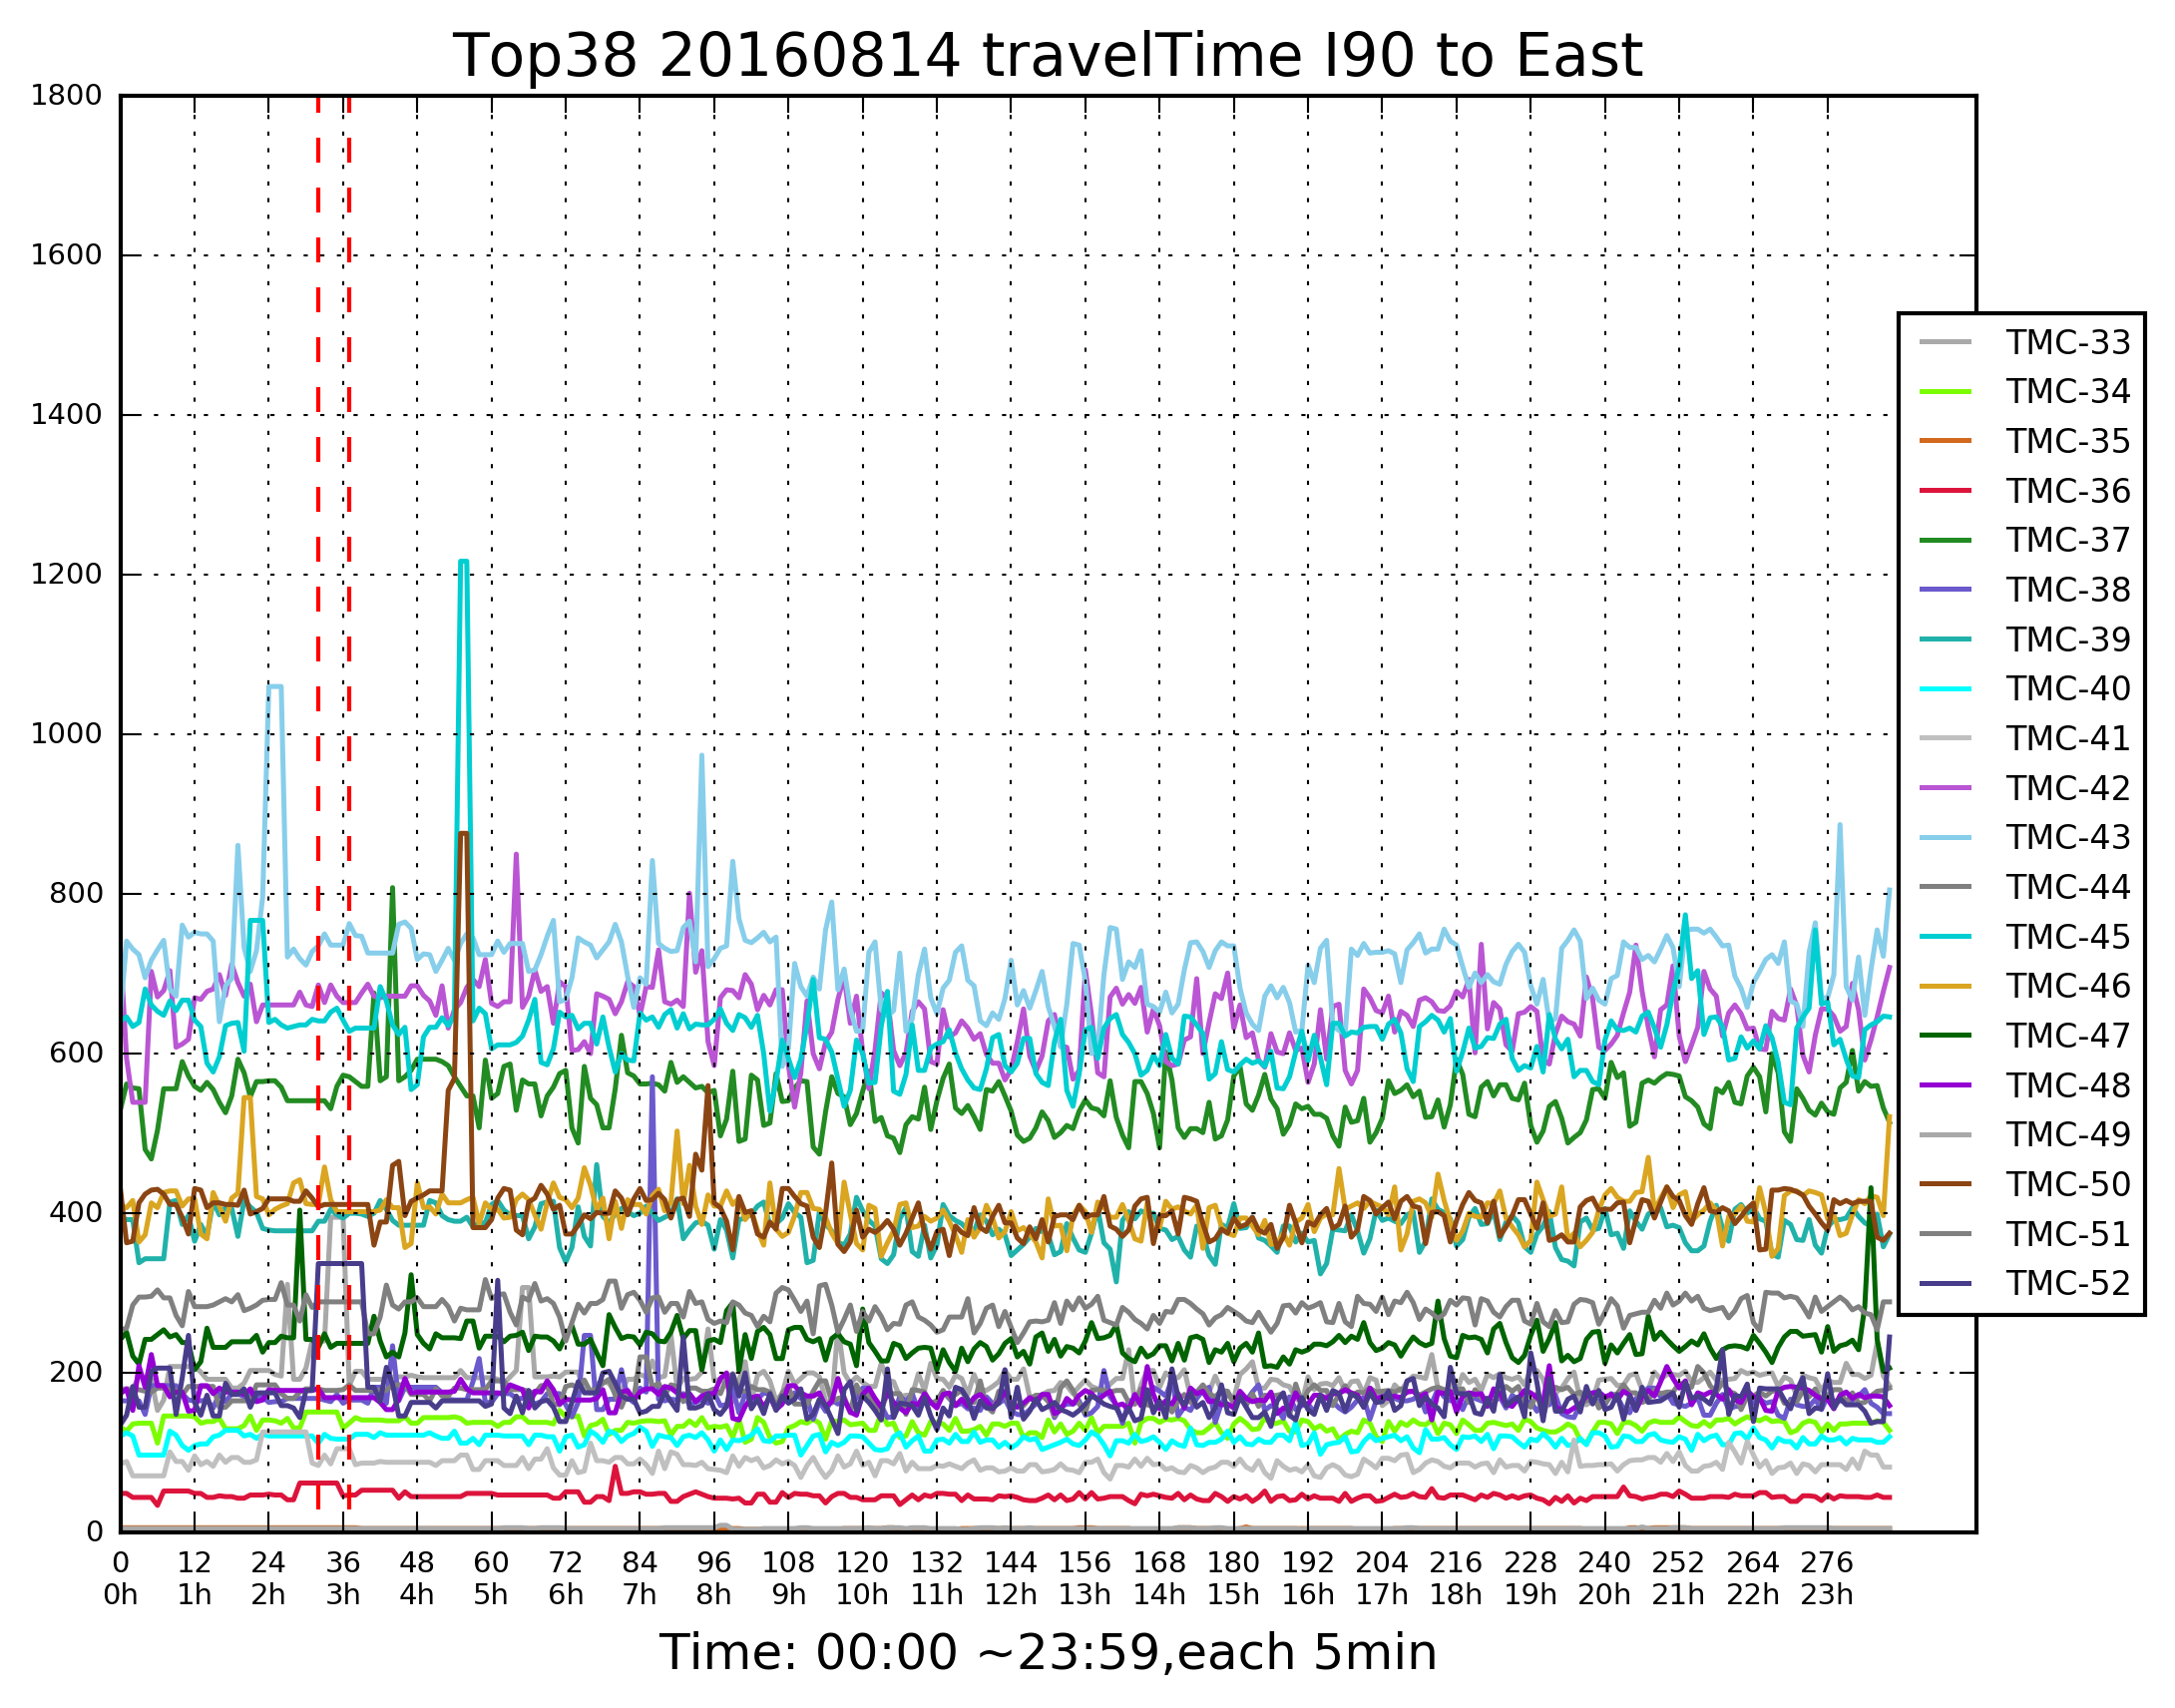 Top38 20160814 travelTime I90 to East
1800
1600
1400
1200
1000
800
600
400
200
0
TMC-33
TMC-34
TMC-35
TMC-36
TMC-37
TMC-38
TMC-39
TMC-40
TMC-41
TMC-42
TMC-43
TMC-44
TMC-45
TMC-46
TMC-47
TMC-48
TMC-49
TMC-50
TMC-51
TMC-52
0 12 24 36 48 60 72 84 96 108 120 132 144 156 168 180 192 204 216 228 240 252 264 276
0h 1h 2h 3h 4h 5h 6h 7h 8h 9h 10h 11h 12h 13h 14h 15h 16h 17h 18h 19h 20h 21h 22h 23h
Time: 00:00 ~23:59,each 5min